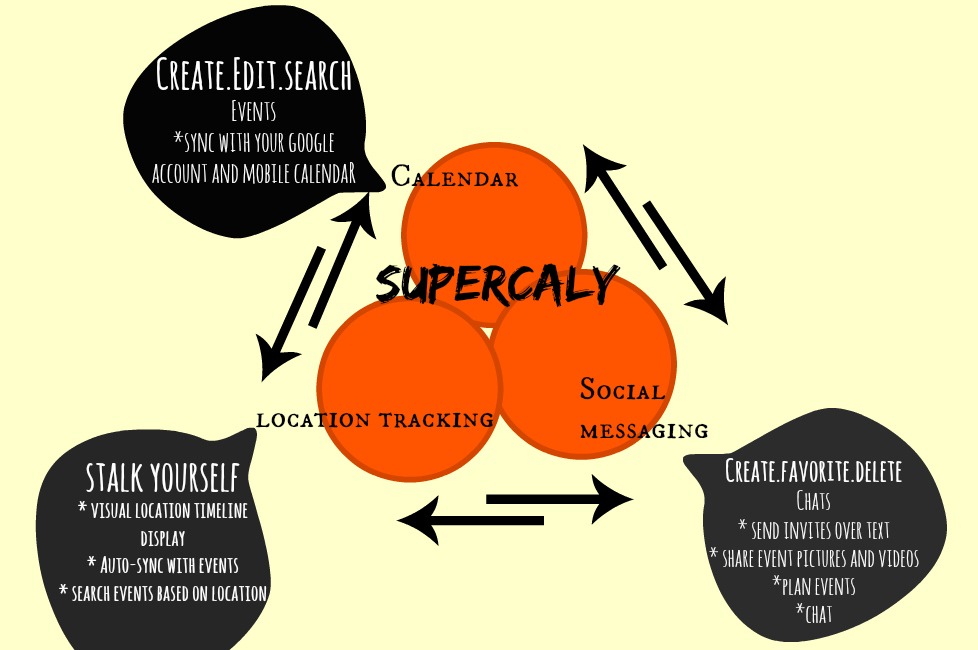 Create.Edit.search
Events
*sync with your google
account and mobile calendar
Calendar
SUPERCALY
Social
messaging
location tracking
stalk yourself
* visual location timeline
display
* Auto-sync with events
* search events based on location
Create.favorite.delete
Chats
* send invites over text
* share event pictures and videos
*plan events
*chat